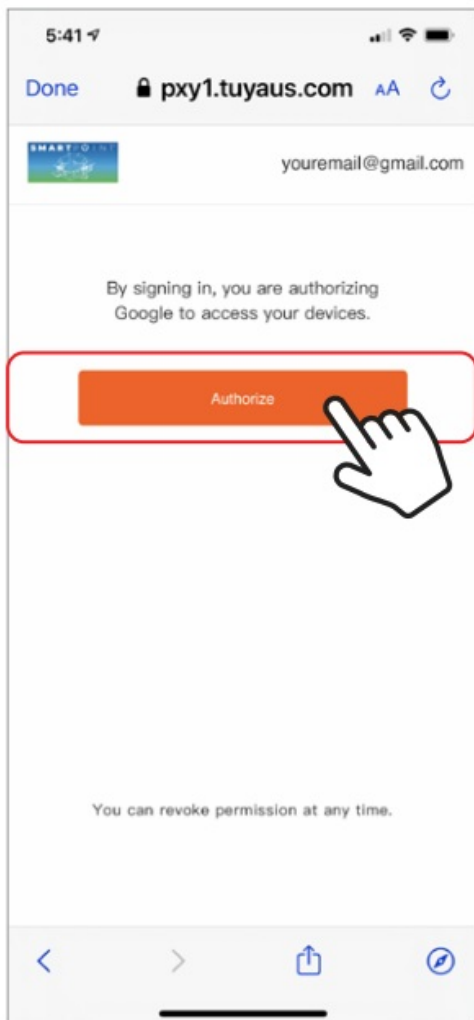 5:41
Done pxy1.tuyaus.com AA
SMARTPOINT
youremail@gmail.com
By signing in, you are authorizing
Google to access your devices.
Authorize
You can revoke permission at any time.